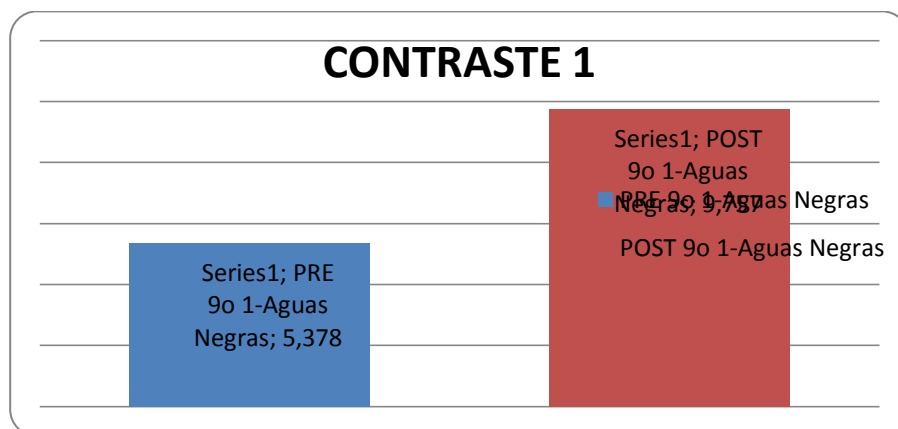 CONTRASTE 1
Series1; POST
9o 1-Aguas
Negras;
PRE 9o 1-Aguas Negras
POST 9o 1-Aguas Negras
Series1; PRE
9o 1-Aguas
Negras; 5,378